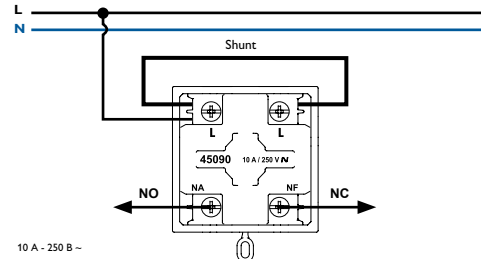 L
N
Shunt
L L
45090 10 A / 250 V N
NO NA NF NC
10 A - 250 B ~